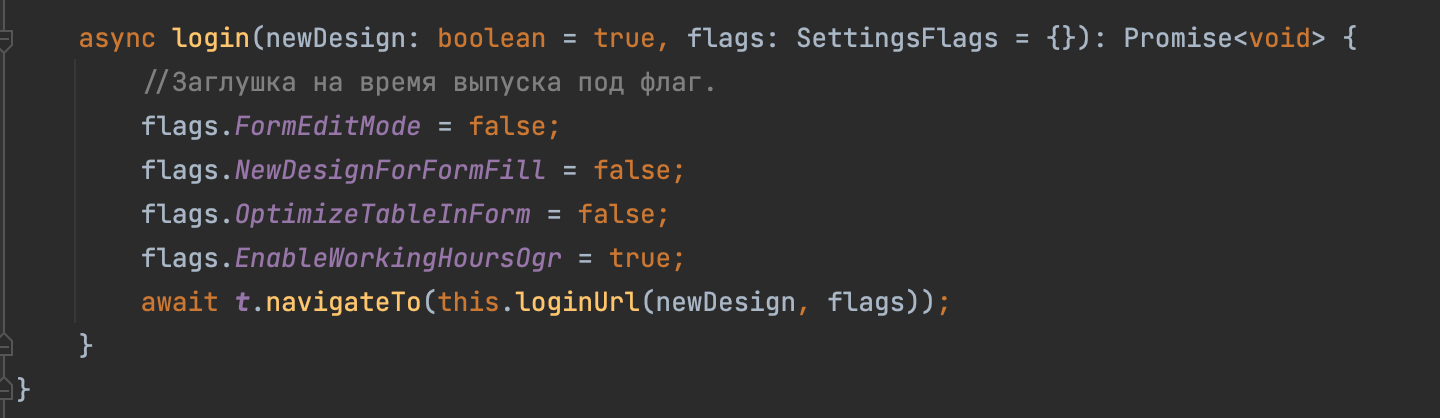 async login(newDesign: boolean = true, flags: SettingsFlags = {}): Promise<void> {
//Заглушка на время выпуска под флаг.
flags.FormEditMode = false;
flags.NewDesignForFormFill = false;
flags.OptimizeTableInForm = false;
flags.EnableWorkingHoursOgr = true;
await t.navigateTo(this.loginUrl(newDesign, flags));
}
}